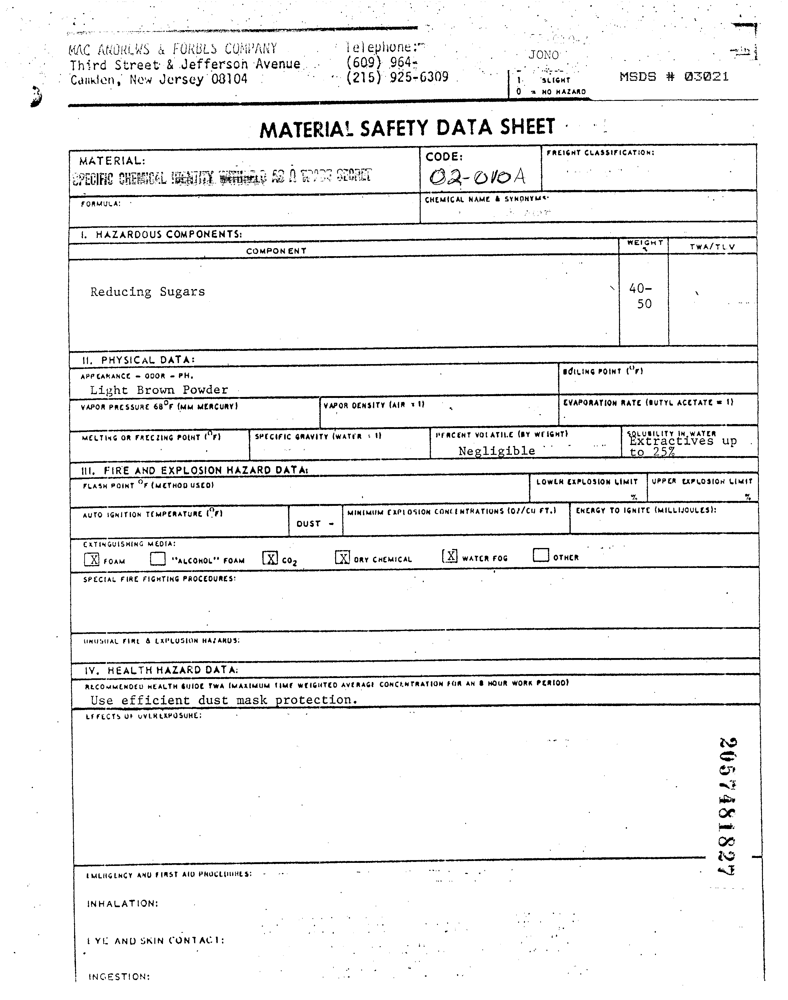 MAC ANDREWS & FORBES COMPANY Telephone:
Third Street & Jefferson Avenue (609) 964-
Camden, New Jersey 08104 (215) 925-6309
JONO
1 SLIGHT
0 = NO HAZARD
MSDS # 03021
MATERIAL SAFETY DATA SHEET
MATERIAL:
SPECIFIC CHEMICAL IDENTITY WITHHELD AS A TRADE SECRET
CODE:
02-010A
FREIGHT CLASSIFICATION:
FORMULA:
CHEMICAL NAME & SYNONYMS:
I. HAZARDOUS COMPONENTS:
COMPONENT
WEIGHT %
TWA/TLV
Reducing Sugars
40-
50
II. PHYSICAL DATA:
APPEARANCE - ODOR - PH.
Light Brown Powder
BOILING POINT (°F)
VAPOR PRESSURE 68°F (MM MERCURY)
VAPOR DENSITY (AIR = 1)
EVAPORATION RATE (BUTYL ACETATE = 1)
MELTING OR FREEZING POINT (°F)
SPECIFIC GRAVITY (WATER = 1)
PERCENT VOLATILE (BY WEIGHT)
Negligible
SOLUBILITY IN WATER
Extractives up
to 25%
III. FIRE AND EXPLOSION HAZARD DATA:
FLASH POINT °F (METHOD USED)
LOWER EXPLOSION LIMIT
%
UPPER EXPLOSION LIMIT
%
AUTO IGNITION TEMPERATURE (°F)
DUST -
MINIMUM EXPLOSION CONCENTRATIONS (OZ/CU FT.)
ENERGY TO IGNITE (MILLIJOULES):
EXTINGUISHING MEDIA:
X FOAM "ALCOHOL" FOAM X CO2 X DRY CHEMICAL X WATER FOG OTHER
SPECIAL FIRE FIGHTING PROCEDURES:
UNUSUAL FIRE & EXPLOSION HAZARDS:
IV. HEALTH HAZARD DATA:
RECOMMENDED HEALTH GUIDE TWA (MAXIMUM TIME WEIGHTED AVERAGE CONCENTRATION FOR AN 8 HOUR WORK PERIOD)
Use efficient dust mask protection.
EFFECTS OF OVEREXPOSURE:
2057481827
EMERGENCY AND FIRST AID PROCEDURES:
INHALATION:
EYE AND SKIN CONTACT:
INGESTION: